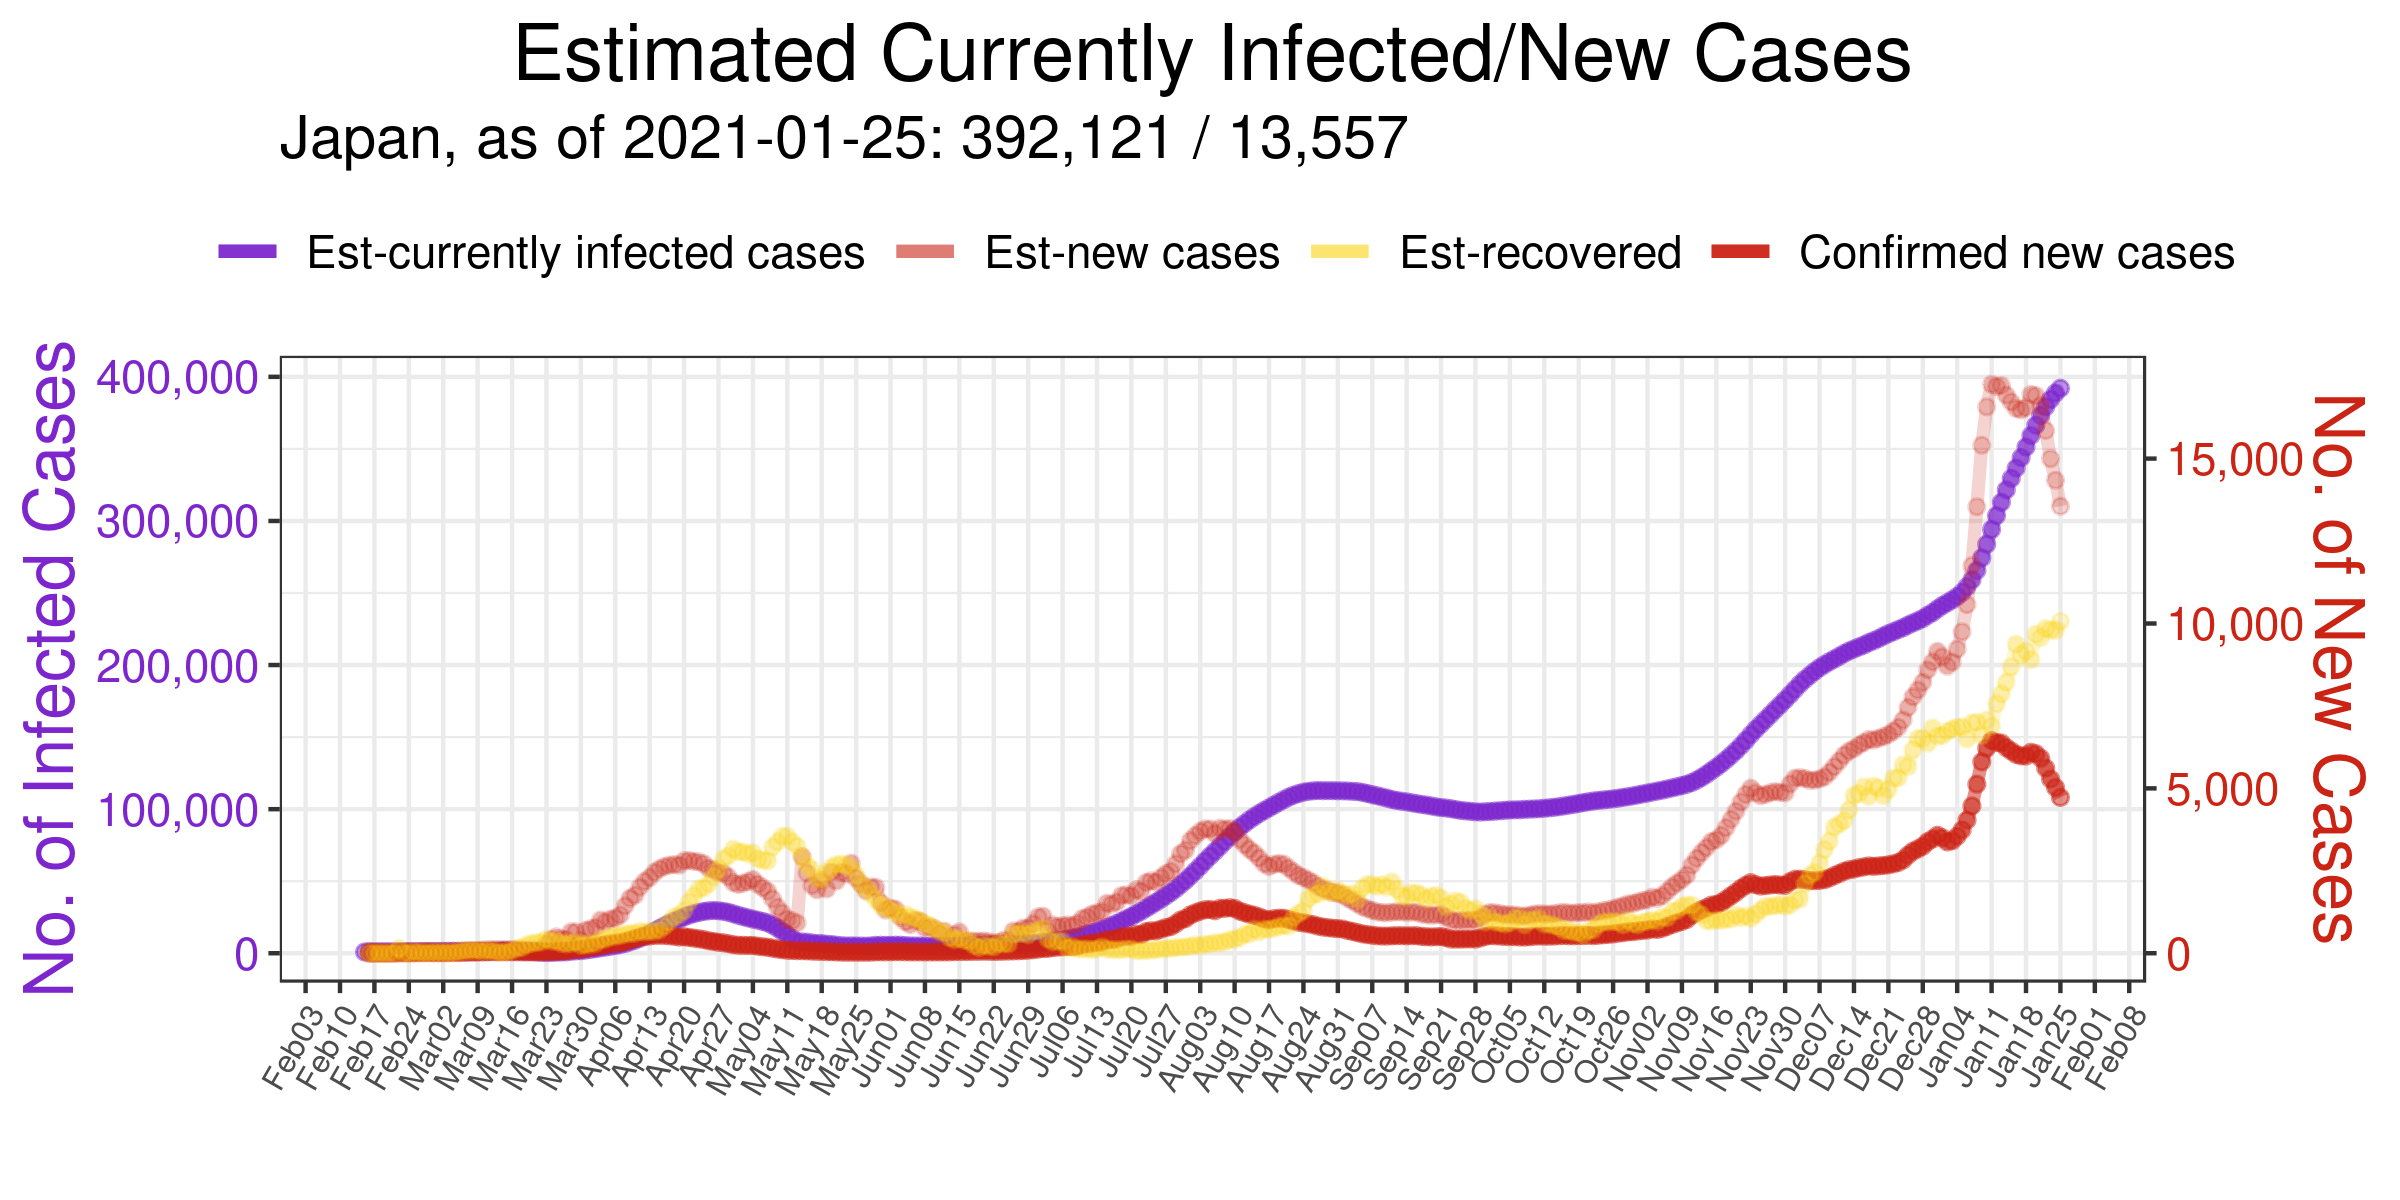 Estimated Currently Infected/New Cases
Japan, as of 2021-01-25: 392,121 / 13,557
Est-currently infected cases
Est-new cases
Est-recovered
Confirmed new cases
No. of Infected Cases
400,000
300,000
200,000
100,000
0
15,000
10,000
5,000
0
No. of New Cases
Feb03
Feb10
Feb17
Feb24
Mar02
Mar09
Mar16
Mar23
Mar30
Apr06
Apr13
Apr20
Apr27
May04
May11
May18
May25
Jun01
Jun08
Jun15
Jun22
Jun29
Jul06
Jul13
Jul20
Jul27
Aug03
Aug10
Aug17
Aug24
Aug31
Sep07
Sep14
Sep21
Sep28
Oct05
Oct12
Oct19
Oct26
Nov02
Nov09
Nov16
Nov23
Nov30
Dec07
Dec14
Dec21
Dec28
Jan04
Jan11
Jan18
Jan25
Feb01
Feb08